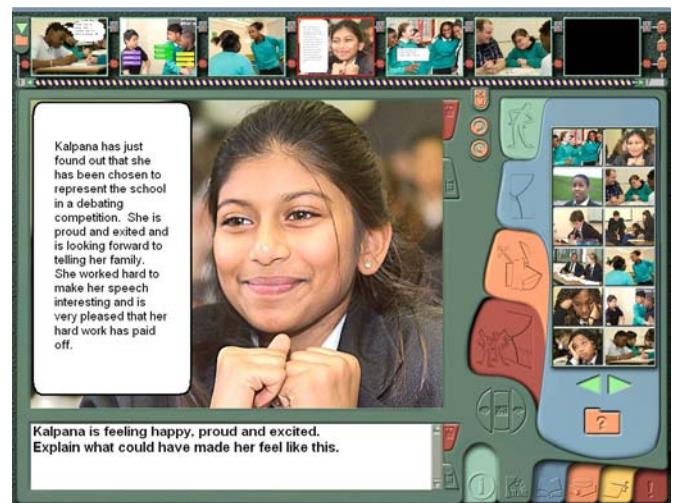 Kalpana has just
found out that she
has been chosen to
represent the school
in a debating
competition.  She is
proud and exited and
is looking forward to
telling her family.
She worked hard to
make her speech
interesting and is
very pleased that her
hard work has paid
off.
Kalpana is feeling happy, proud and excited.
Explain what could have made her feel like this.